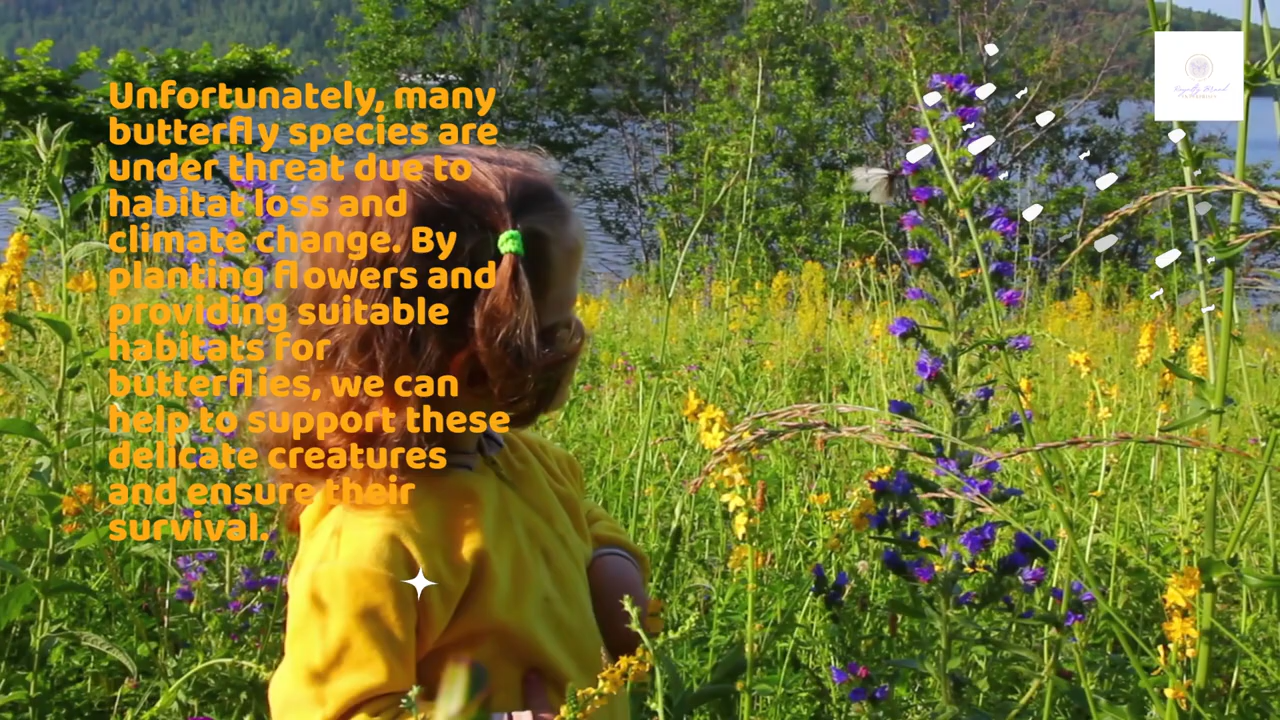 Unfortunately, many
butterfly species are
under threat due to
habitat loss and
climate change. By
planting flowers and
providing suitable
habitats for
butterflies, we can
help to support these
delicate creatures
and ensure their
survival.